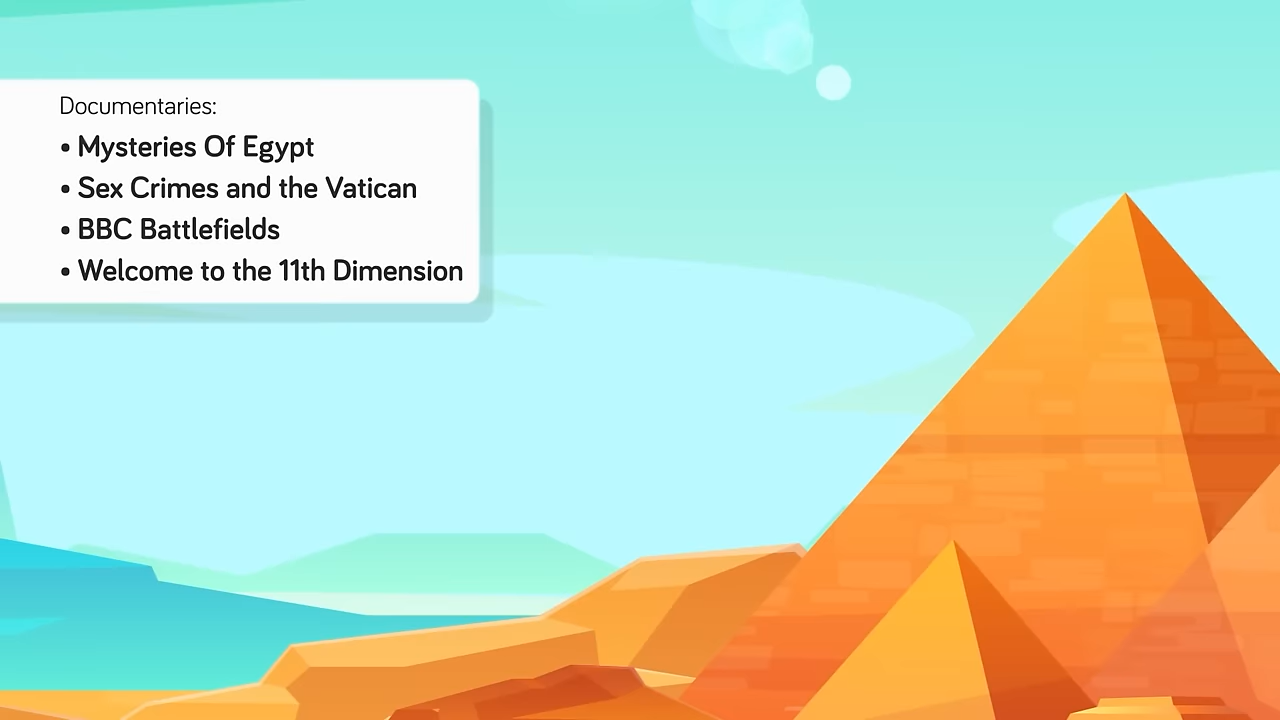 Documentaries:
• Mysteries Of Egypt
• Sex Crimes and the Vatican
• BBC Battlefields
• Welcome to the 11th Dimension